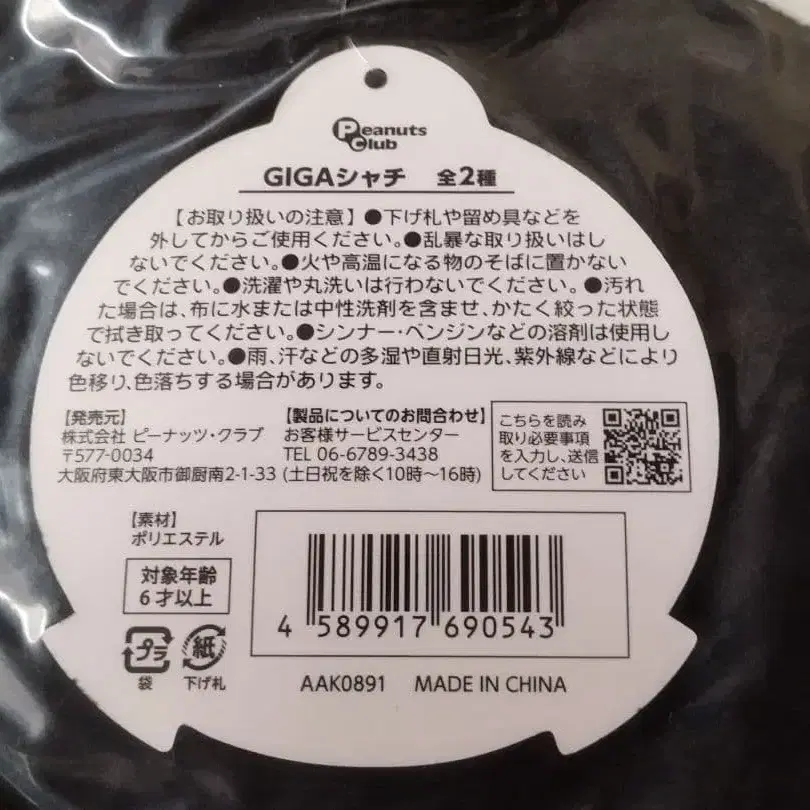 Peanuts
Club
GIGAシャチ 全2種
【お取り扱いの注意】●下げ札や留め具などを
外してからご使用ください。●乱暴な取り扱いはし
ないでください。●火や高温になる物のそばに置かない
でください。●洗濯や丸洗いは行わないでください。●汚れ
た場合は、布に水または中性洗剤を含ませ、かたく絞った状態
で拭き取ってください。●シンナー・ベンジンなどの溶剤は使用し
ないでください。●雨、汗などの多湿や直射日光、紫外線などにより
色移り、色落ちする場合があります。
【発売元】
株式会社 ピーナッツ・クラブ
〒577-0034
大阪府東大阪市御厨南2-1-33
【製品についてのお問合わせ】
お客様サービスセンター
TEL 06-6789-3438
(土日祝を除く10時～16時)
こちらを読み
取り必要事項
を入力し、送信
してください
【素材】
ポリエステル
対象年齢
6才以上
プラ
袋
紙
下げ札
4 589917 690543
AAK0891 MADE IN CHINA